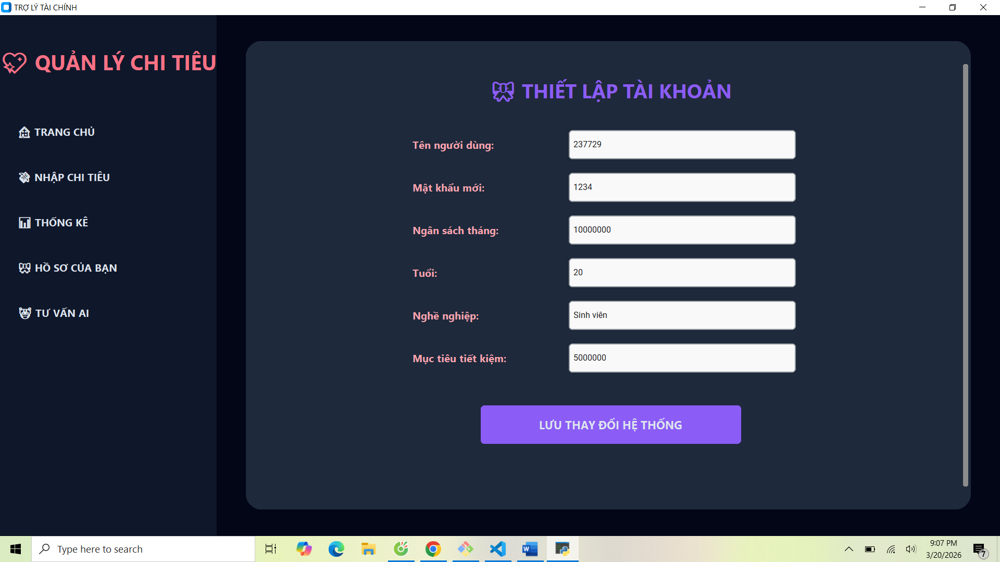 TRỢ LÝ TÀI CHÍNH
QUẢN LÝ CHI TIÊU
TRANG CHỦ
NHẬP CHI TIÊU
THỐNG KÊ
HỒ SƠ CỦA BẠN
TƯ VẤN AI
THIẾT LẬP TÀI KHOẢN
Tên người dùng: 237729
Mật khẩu mới: 1234
Ngân sách tháng: 10000000
Tuổi: 20
Nghề nghiệp: Sinh viên
Mục tiêu tiết kiệm: 5000000
LƯU THAY ĐỔI HỆ THỐNG
Type here to search
9:07 PM
3/20/2026
7